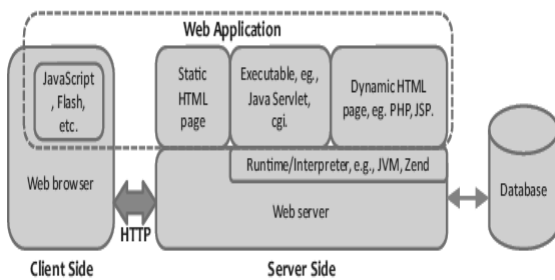 Web Application
JavaScript
, Flash,
etc.
Static
HTML
page
Executable, eg.,
Java Servlet,
cgi.
Dynamic HTML
page, eg. PHP, JSP.
Runtime/Interpreter, e.g., JVM, Zend
Web browser
Web server
HTTP
Database
Client Side
Server Side